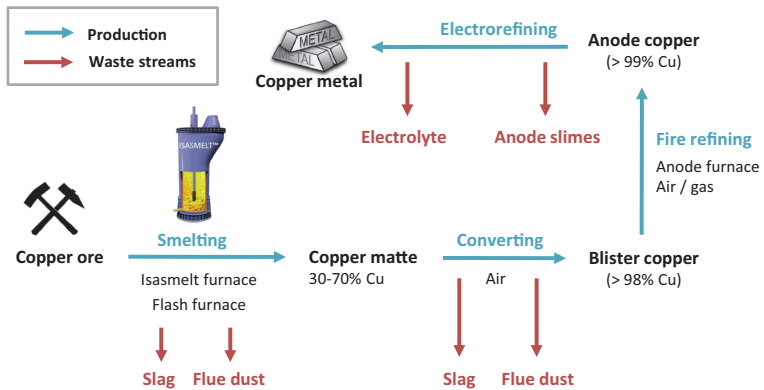 Production
Waste streams
METAL
METAL
Copper metal
Electrorefining
Anode copper
(> 99% Cu)
Electrolyte
Anode slimes
Fire refining
Anode furnace
Air / gas
ISASMELT™
Copper ore
Smelting
Isasmelt furnace
Flash furnace
Copper matte
30-70% Cu
Converting
Air
Blister copper
(> 98% Cu)
Slag
Flue dust
Slag
Flue dust